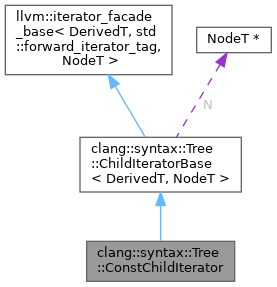 llvm::iterator_facade
_base< DerivedT, std
::forward_iterator_tag,
NodeT >
NodeT *
N
clang::syntax::Tree
::ChildIteratorBase
< DerivedT, NodeT >
clang::syntax::Tree
::ConstChildIterator